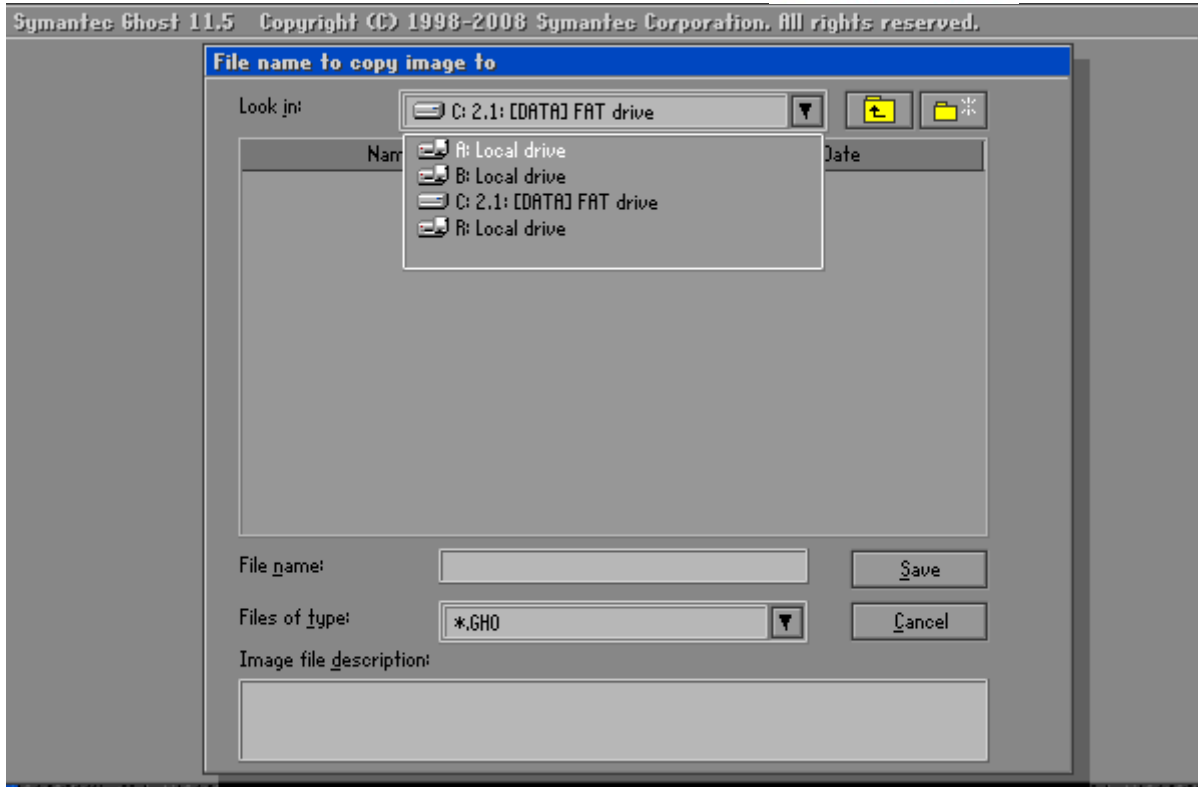 Symantec Ghost 11.5 Copyright (C) 1998-2008 Symantec Corporation. All rights reserved.
File name to copy image to
Look in:
C: 2.1: [DATA] FAT drive
Nam
Date
A: Local drive
B: Local drive
C: 2.1: [DATA] FAT drive
R: Local drive
File name:
Save
Files of type:
*.GHO
Cancel
Image file description: